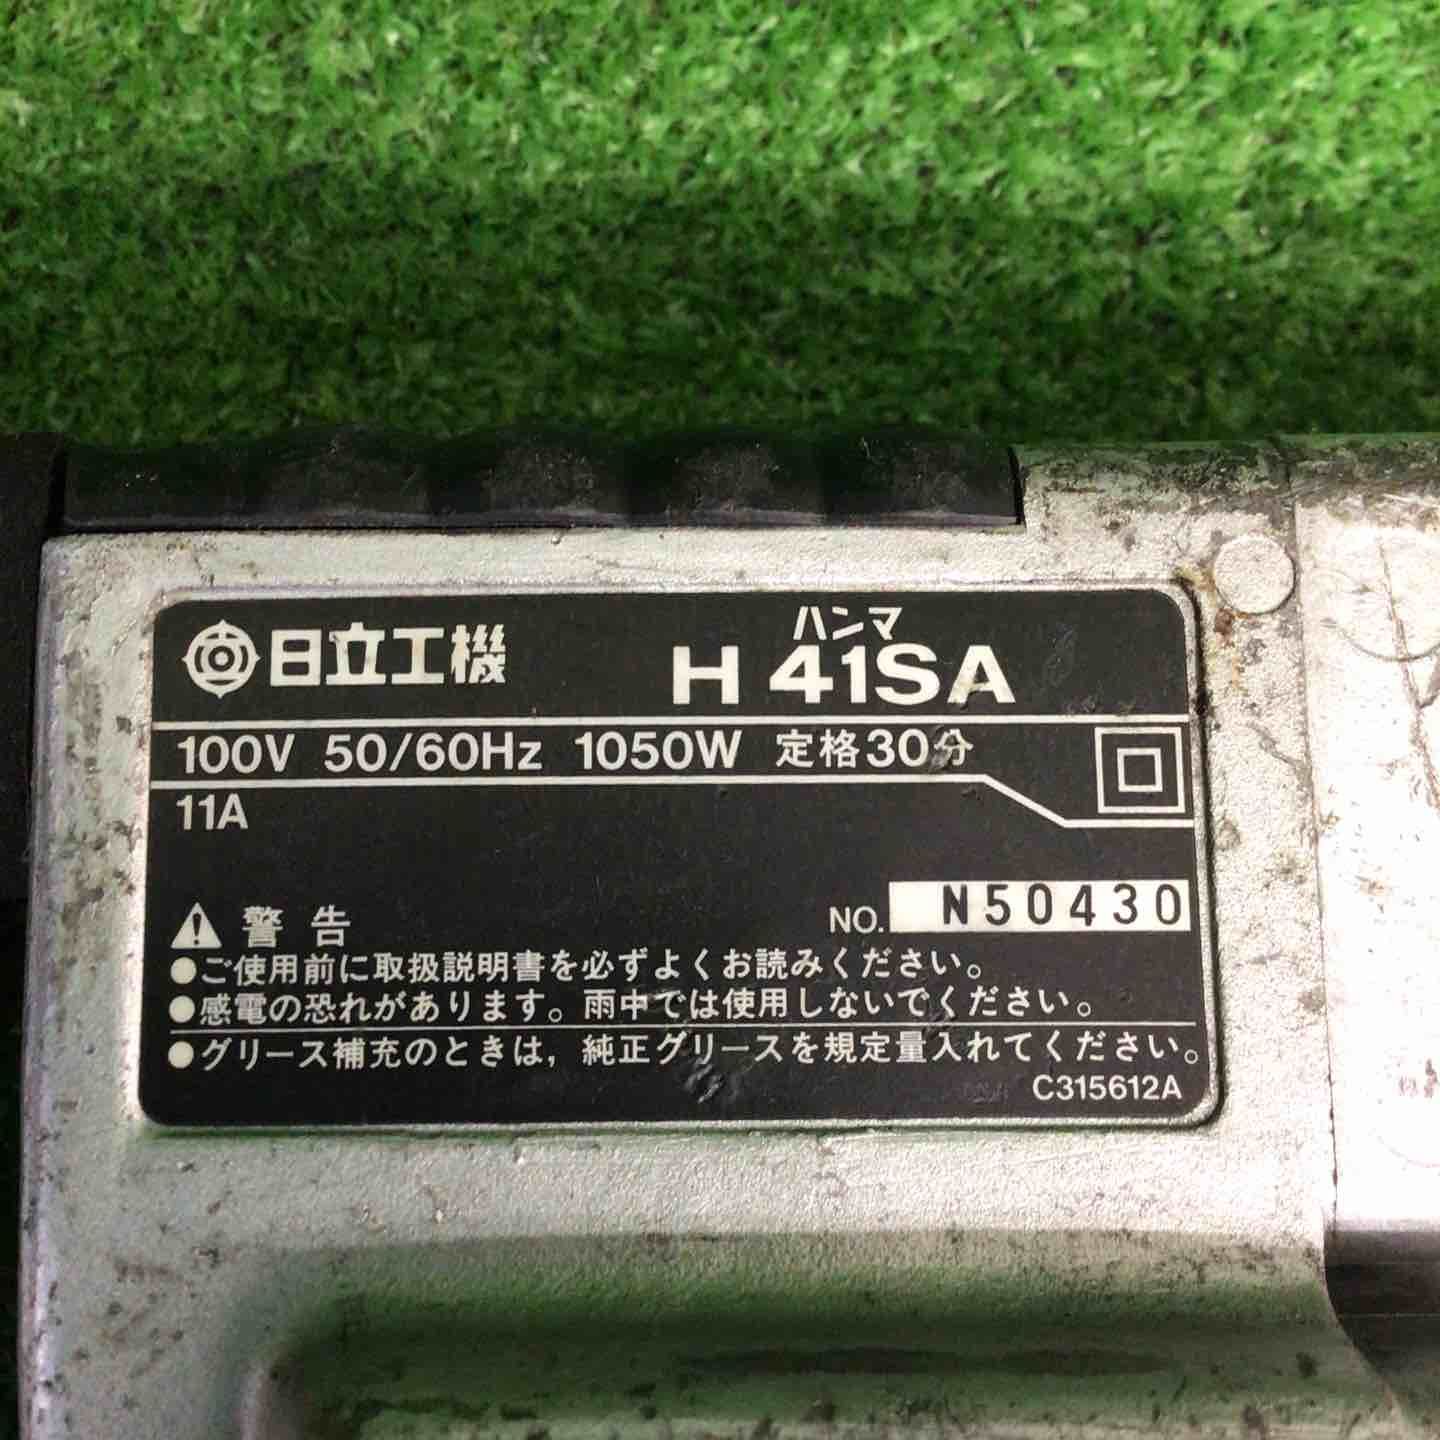 日立工機
ハンマ
H 41SA
100V 50/60Hz 1050W 定格30分
11A
NO. N50430
警告
●ご使用前に取扱説明書を必ずよくお読みください。
●感電の恐れがあります。雨中では使用しないでください。
●グリース補充のときは，純正グリースを規定量入れてください。
C315612A